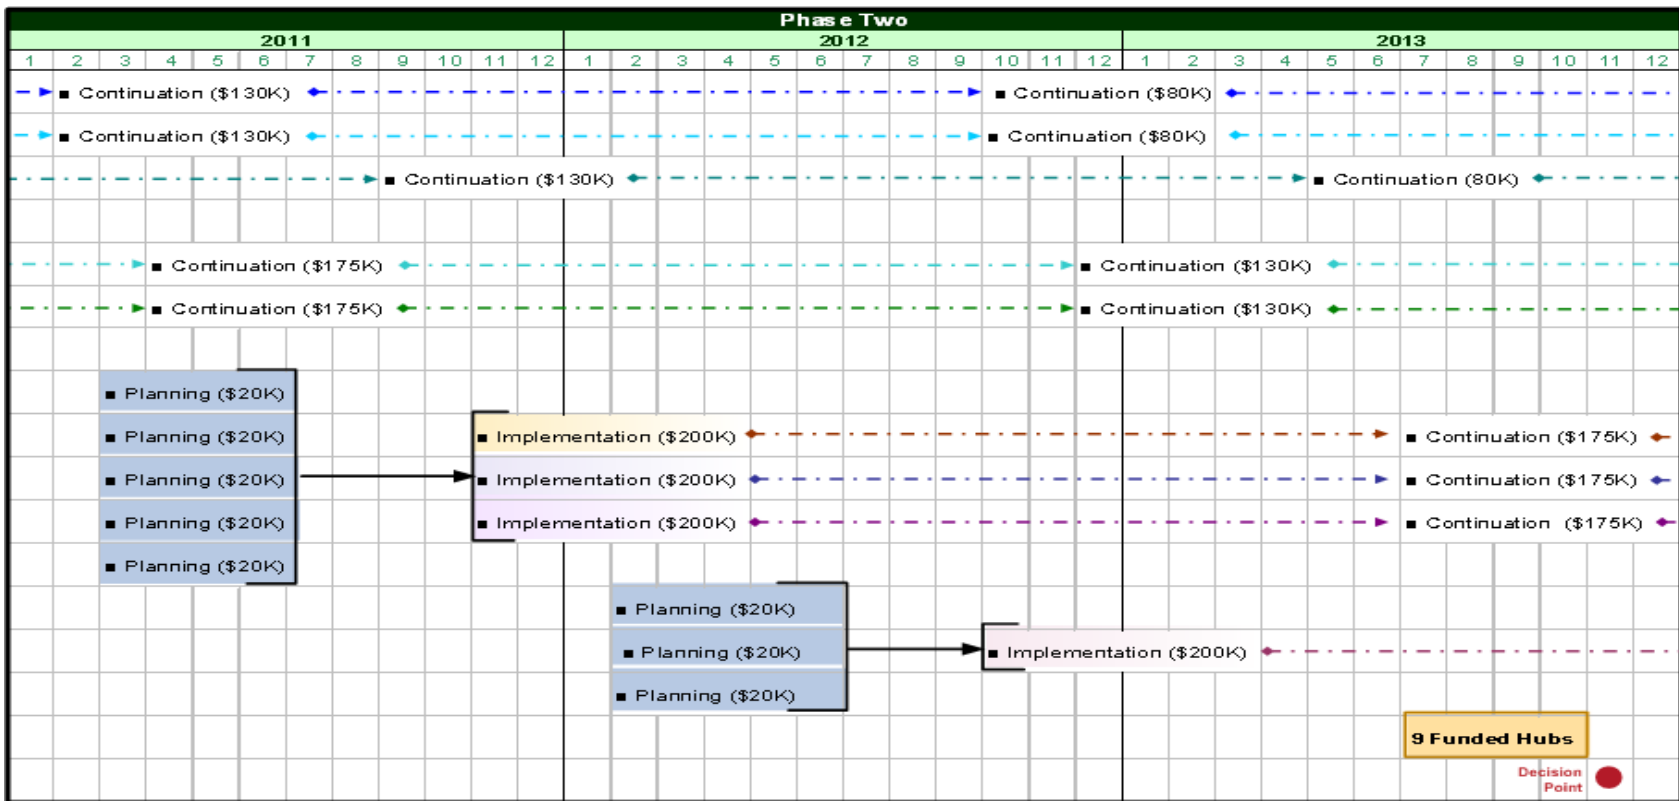 Phase Two
2011 2012 2013
1 2 3 4 5 6 7 8 9 10 11 12 1 2 3 4 5 6 7 8 9 10 11 12 1 2 3 4 5 6 7 8 9 10 11 12
▪ Continuation ($130K) ▪ Continuation ($80K)
▪ Continuation ($130K) ▪ Continuation ($80K)
▪ Continuation ($130K) ▪ Continuation (80K)
▪ Continuation ($175K) ▪ Continuation ($130K)
▪ Continuation ($175K) ▪ Continuation ($130K)
▪ Planning ($20K)
▪ Planning ($20K) ▪ Implementation ($200K) ▪ Continuation ($175K)
▪ Planning ($20K) ▪ Implementation ($200K) ▪ Continuation ($175K)
▪ Planning ($20K) ▪ Implementation ($200K) ▪ Continuation ($175K)
▪ Planning ($20K)
▪ Planning ($20K)
▪ Planning ($20K) ▪ Implementation ($200K)
▪ Planning ($20K)
9 Funded Hubs
Decision
Point